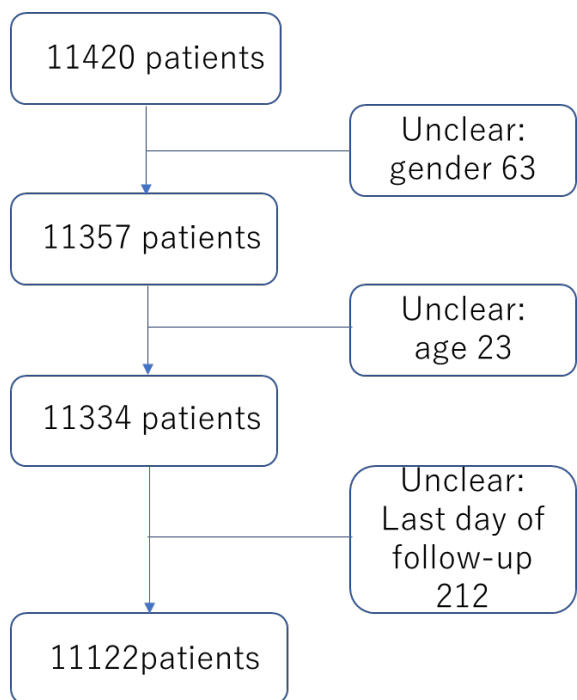 11420 patients
Unclear:
gender 63
11357 patients
Unclear:
age 23
11334 patients
Unclear:
Last day of
follow-up
212
11122patients